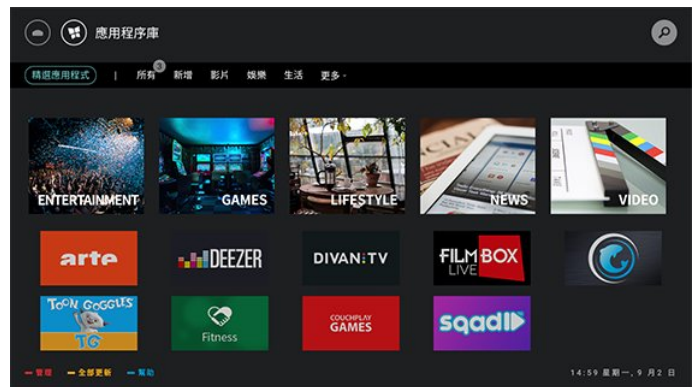 應用程序庫
精選應用程式 | 所有 3 新增 影片 娛樂 生活 更多
ENTERTAINMENT GAMES LIFESTYLE NEWS VIDEO
arte DEEZER DIVAN:TV FILMBOX LIVE
TOON GOGGLES TG Fitness COUCHPLAY GAMES sqadi
管理 全部更新 幫助 14:59 星期一, 9 月2 日